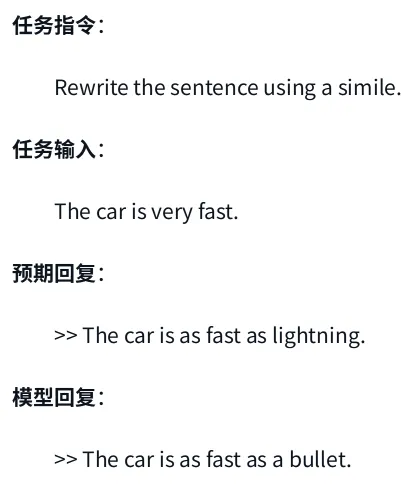 任务指令：
Rewrite the sentence using a simile.
任务输入：
The car is very fast.
预期回复：
>> The car is as fast as lightning.
模型回复：
>> The car is as fast as a bullet.